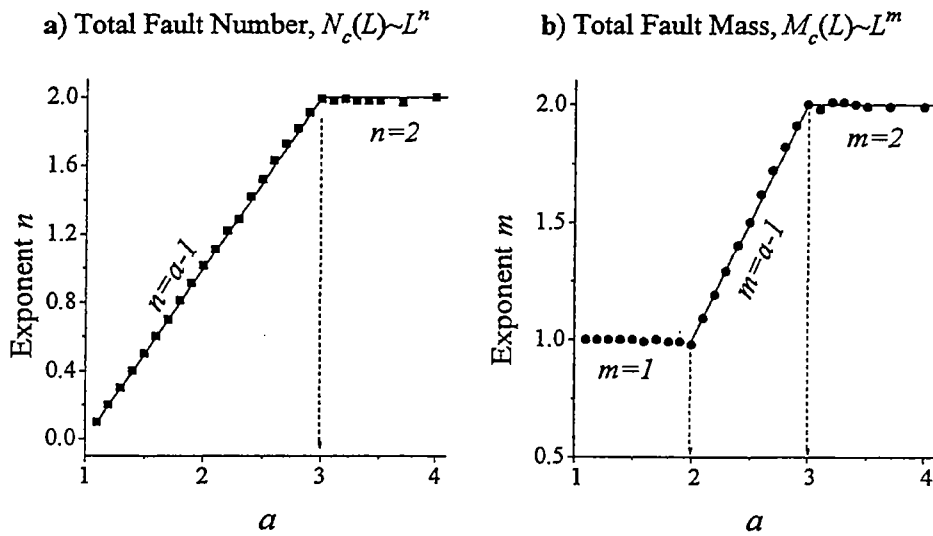 a) Total Fault Number, N_c(L)~L^n
Exponent n
2.0
1.6
1.2
0.8
0.4
0.0
n=2
n=a-1
1
2
3
4
a
b) Total Fault Mass, M_c(L)~L^m
Exponent m
2.0
1.5
1.0
0.5
m=2
m=a-1
m=1
1
2
3
4
a